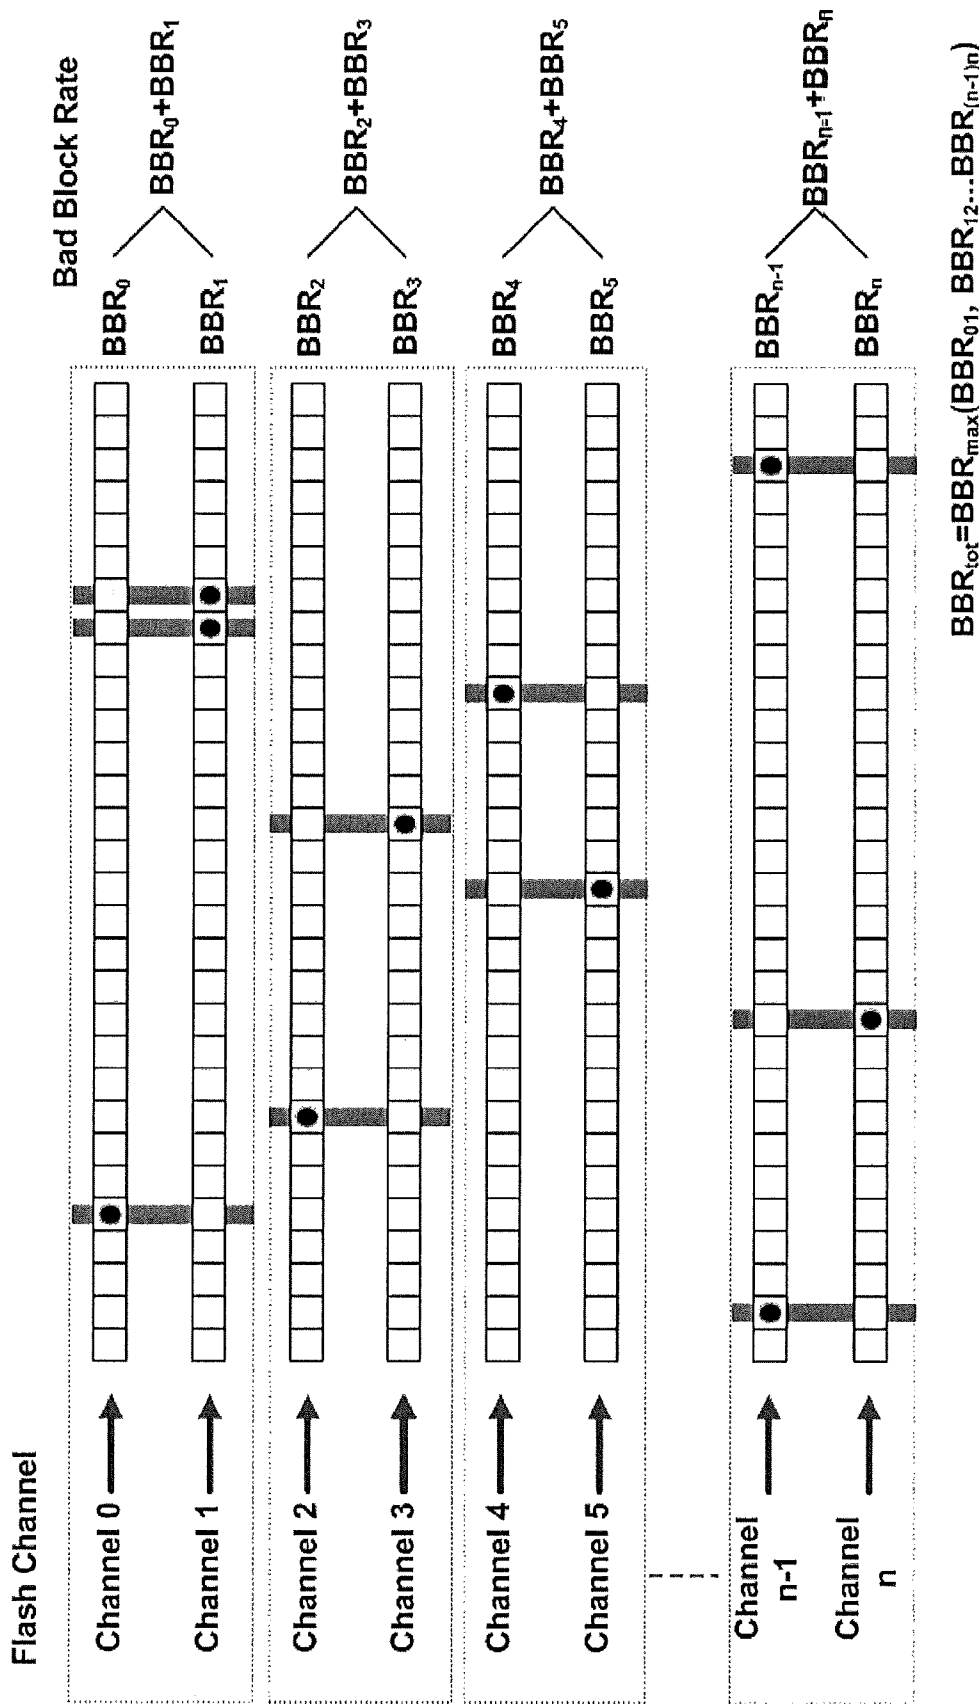 Flash Channel
Bad Block Rate
Channel 0
BBR₀
BBR₀+BBR₁
Channel 1
BBR₁
Channel 2
BBR₂
BBR₂+BBR₃
Channel 3
BBR₃
Channel 4
BBR₄
BBR₄+BBR₅
Channel 5
BBR₅
Channel
n-1
BBRₙ₋₁
BBRₙ₌₁+BBRₙ
Channel
n
BBRₙ
BBRtot=BBRmax(BBR₀₁, BBR₁₂...BBR₍ₙ₋₁₎ₙ)